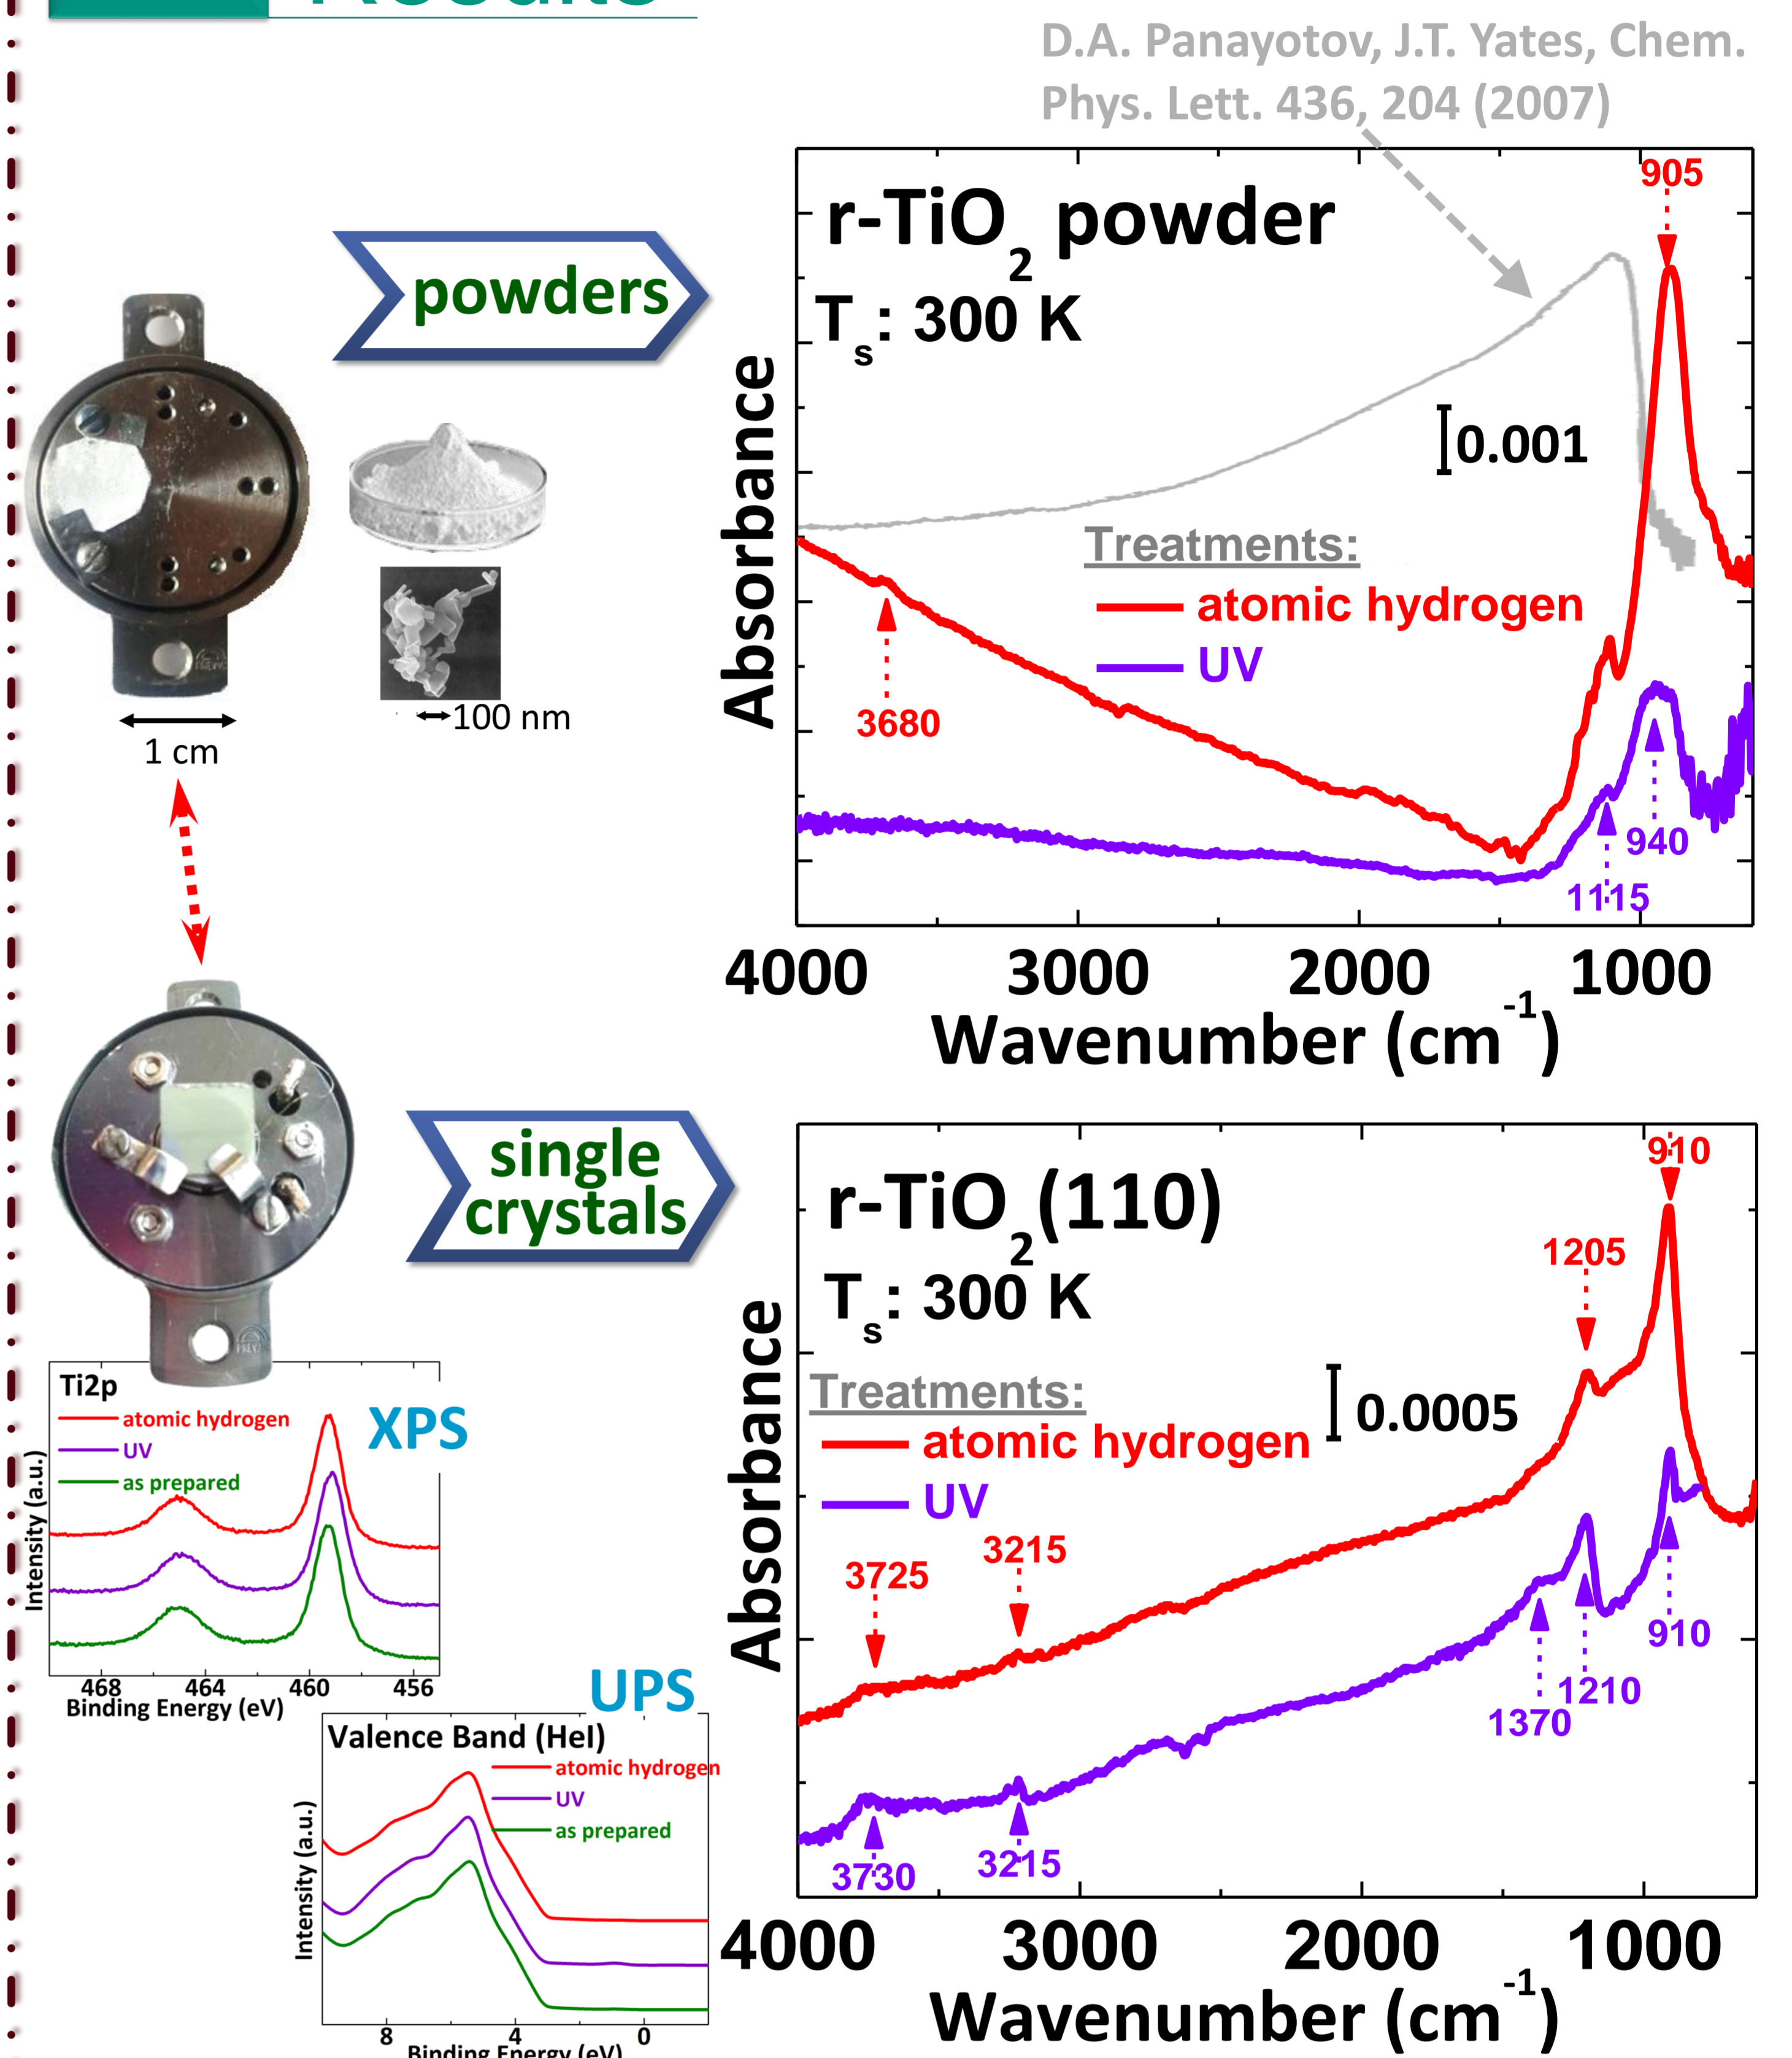 Results
D.A. Panayotov, J.T. Yates, Chem.
Phys. Lett. 436, 204 (2007)
powders
100 nm
1 cm
r-TiO2 powder
Ts: 300 K
905
0.001
Treatments:
atomic hydrogen
UV
3680
940
1115
Absorbance
4000 3000 2000 1000
Wavenumber (cm-1)
single
crystals
r-TiO2(110)
Ts: 300 K
910
1205
Treatments:
0.0005
atomic hydrogen
UV
3725
3215
910
1210
1370
3730
3215
Absorbance
4000 3000 2000 1000
Wavenumber (cm-1)
Ti2p
XPS
atomic hydrogen
UV
as prepared
Intensity (a.u.)
468 464 460 456
Binding Energy (eV)
UPS
Valence Band (HeI)
atomic hydrogen
UV
as prepared
Intensity (a.u.)
8 4 0
Binding Energy (eV)